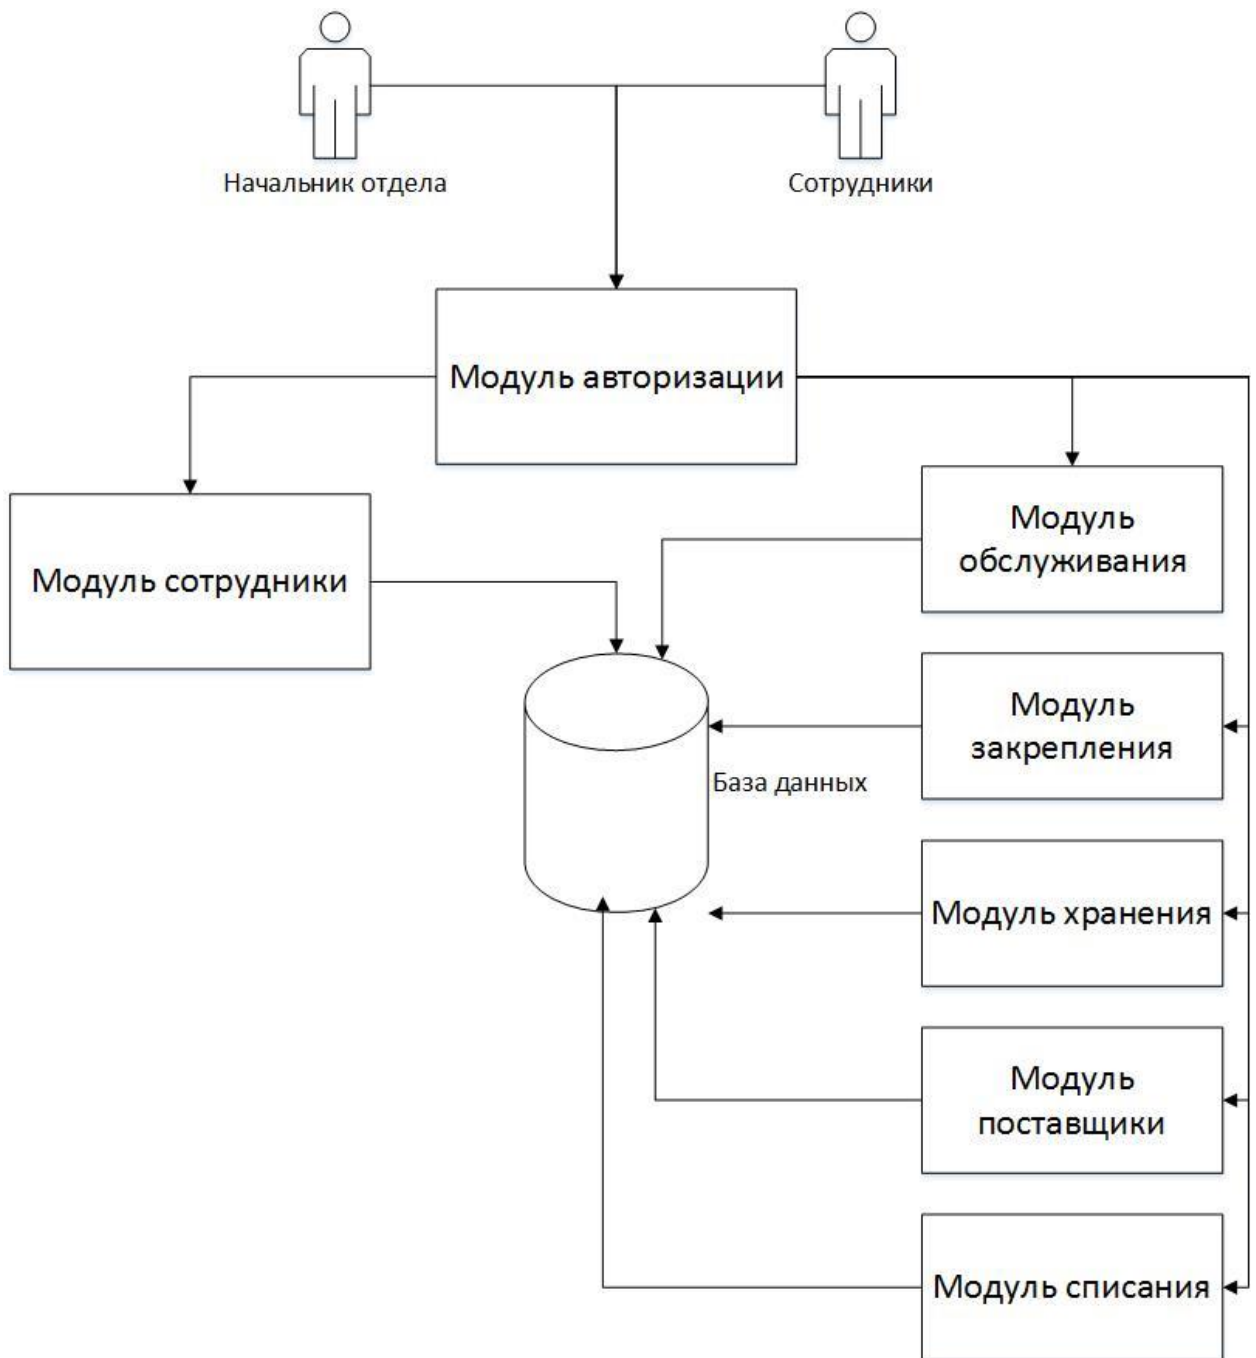 Начальник отдела
Сотрудники
Модуль авторизации
Модуль сотрудники
Модуль
обслуживания
Модуль
закрепления
База данных
Модуль хранения
Модуль
поставщики
Модуль списания